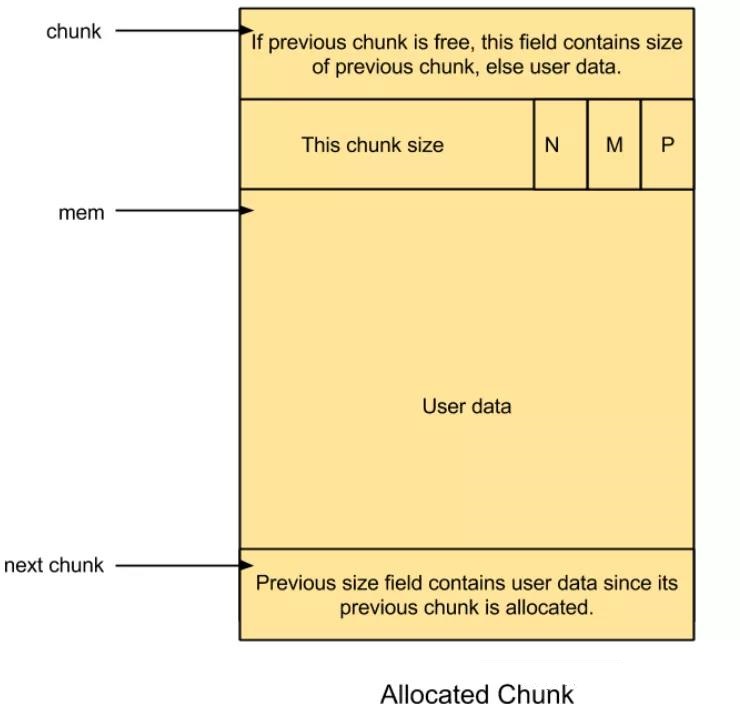 chunk
If previous chunk is free, this field contains size
of previous chunk, else user data.
This chunk size
N
M
P
mem
User data
next chunk
Previous size field contains user data since its
previous chunk is allocated.
Allocated Chunk